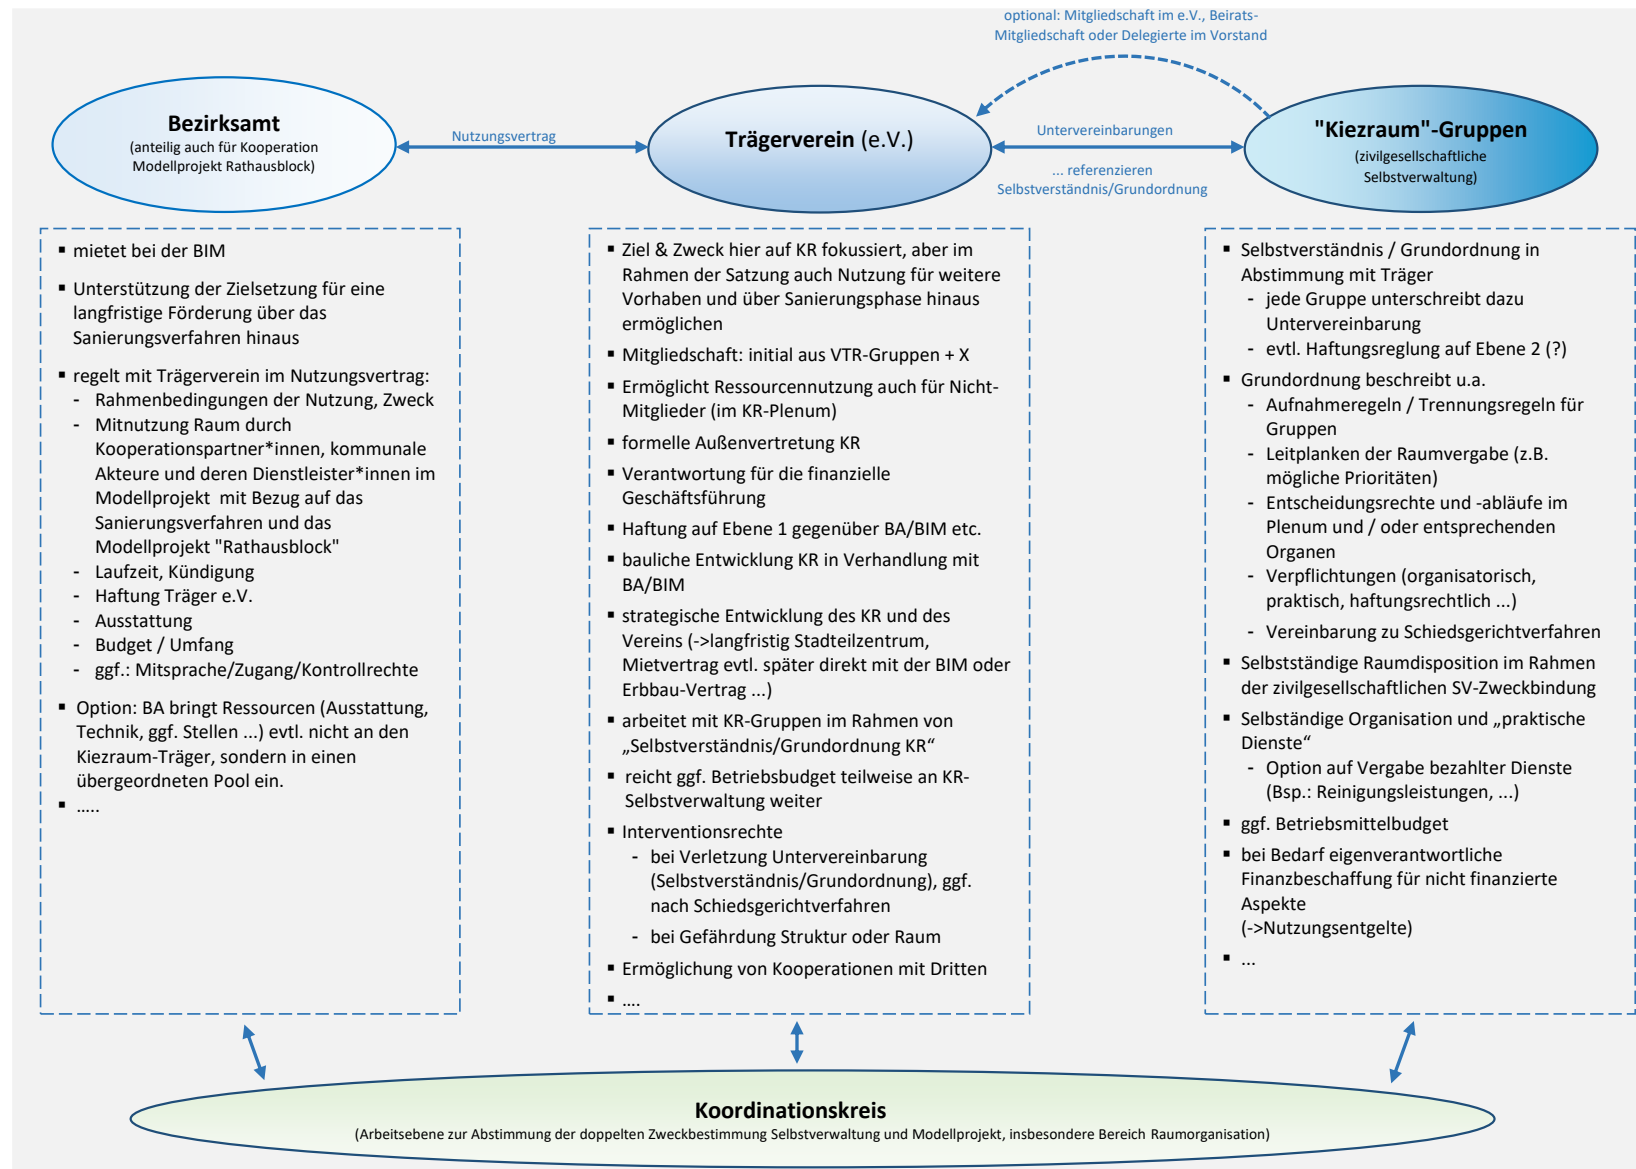 optional: Mitgliedschaft im e.V., Beirats-
Mitgliedschaft oder Delegierte im Vorstand
Bezirksamt
(anteilig auch für Kooperation
Modellprojekt Rathausblock)
Nutzungsvertrag
Trägerverein (e.V.)
Untervereinbarungen
... referenzieren
Selbstverständnis/Grundordnung
"Kiezraum"-Gruppen
(zivilgesellschaftliche
Selbstverwaltung)
▪ mietet bei der BIM
▪ Unterstützung der Zielsetzung für eine
langfristige Förderung über das
Sanierungsverfahren hinaus
▪ regelt mit Trägerverein im Nutzungsvertrag:
- Rahmenbedingungen der Nutzung, Zweck
- Mitnutzung Raum durch
Kooperationspartner*innen, kommunale
Akteure und deren Dienstleister*innen im
Modellprojekt mit Bezug auf das
Sanierungsverfahren und das
Modellprojekt "Rathausblock"
- Laufzeit, Kündigung
- Haftung Träger e.V.
- Ausstattung
- Budget / Umfang
- ggf.: Mitsprache/Zugang/Kontrollrechte
▪ Option: BA bringt Ressourcen (Ausstattung,
Technik, ggf. Stellen ...) evtl. nicht an den
Kiezraum-Träger, sondern in einen
übergeordneten Pool ein.
▪ .....
▪ Ziel & Zweck hier auf KR fokussiert, aber im
Rahmen der Satzung auch Nutzung für weitere
Vorhaben und über Sanierungsphase hinaus
ermöglichen
▪ Mitgliedschaft: initial aus VTR-Gruppen + X
▪ Ermöglicht Ressourcennutzung auch für Nicht-
Mitglieder (im KR-Plenum)
▪ formelle Außenvertretung KR
▪ Verantwortung für die finanzielle
Geschäftsführung
▪ Haftung auf Ebene 1 gegenüber BA/BIM etc.
▪ bauliche Entwicklung KR in Verhandlung mit
BA/BIM
▪ strategische Entwicklung des KR und des
Vereins (->langfristig Stadteilzentrum,
Mietvertrag evtl. später direkt mit der BIM oder
Erbbau-Vertrag ...)
▪ arbeitet mit KR-Gruppen im Rahmen von
„Selbstverständnis/Grundordnung KR“
▪ reicht ggf. Betriebsbudget teilweise an KR-
Selbstverwaltung weiter
▪ Interventionsrechte
- bei Verletzung Untervereinbarung
(Selbstverständnis/Grundordnung), ggf.
nach Schiedsgerichtverfahren
- bei Gefährdung Struktur oder Raum
▪ Ermöglichung von Kooperationen mit Dritten
▪ ....
▪ Selbstverständnis / Grundordnung in
Abstimmung mit Träger
- jede Gruppe unterschreibt dazu
Untervereinbarung
- evtl. Haftungsreglung auf Ebene 2 (?)
▪ Grundordnung beschreibt u.a.
- Aufnahmeregeln / Trennungsregeln für
Gruppen
- Leitplanken der Raumvergabe (z.B.
mögliche Prioritäten)
- Entscheidungsrechte und -abläufe im
Plenum und / oder entsprechenden
Organen
- Verpflichtungen (organisatorisch,
praktisch, haftungsrechtlich ...)
- Vereinbarung zu Schiedsgerichtverfahren
▪ Selbstständige Raumdisposition im Rahmen
der zivilgesellschaftlichen SV-Zweckbindung
▪ Selbständige Organisation und „praktische
Dienste“
- Option auf Vergabe bezahlter Dienste
(Bsp.: Reinigungsleistungen, ...)
▪ ggf. Betriebsmittelbudget
▪ bei Bedarf eigenverantwortliche
Finanzbeschaffung für nicht finanzierte
Aspekte
(->Nutzungsentgelte)
▪ ...
Koordinationskreis
(Arbeitsebene zur Abstimmung der doppelten Zweckbestimmung Selbstverwaltung und Modellprojekt, insbesondere Bereich Raumorganisation)